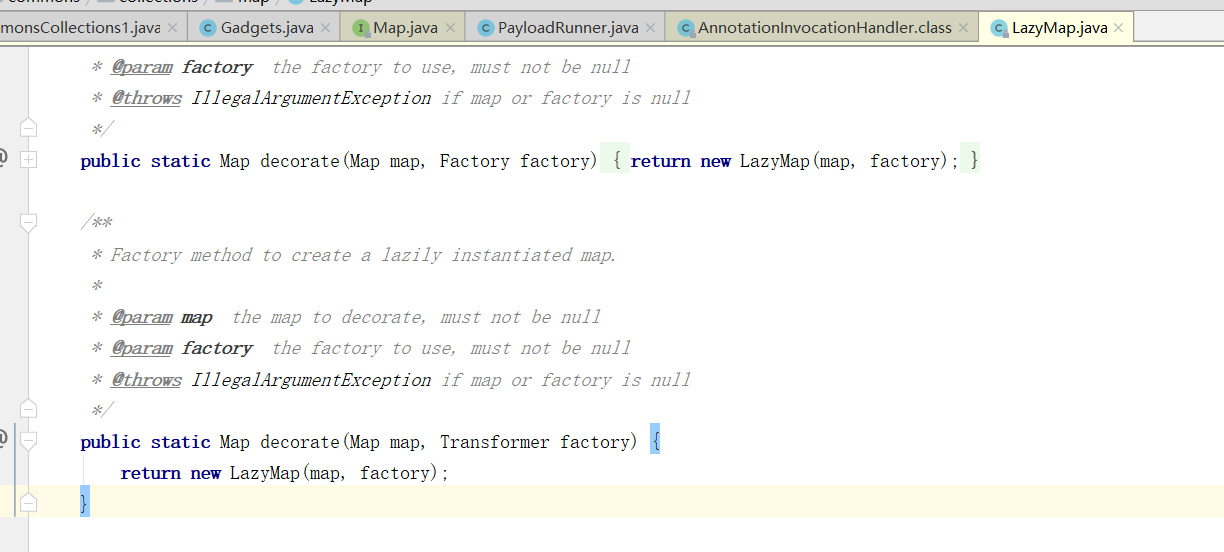 commons collections map LazyMap
monsCollections1.java × Gadgets.java × Map.java × PayloadRunner.java × AnnotationInvocationHandler.class × LazyMap.java ×
* @param factory the factory to use, must not be null
* @throws IllegalArgumentException if map or factory is null
*/
public static Map decorate(Map map, Factory factory) { return new LazyMap(map, factory); }
/**
* Factory method to create a lazily instantiated map.
*
* @param map the map to decorate, must not be null
* @param factory the factory to use, must not be null
* @throws IllegalArgumentException if map or factory is null
*/
public static Map decorate(Map map, Transformer factory) {
return new LazyMap(map, factory);
}